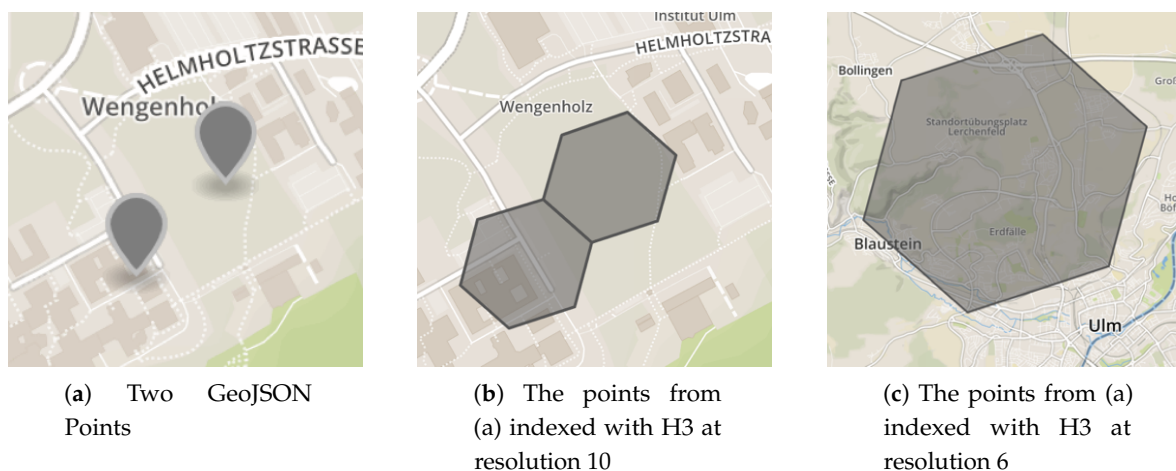 HELMHOLTZSTRASSE
Wengenholz
(a) Two GeoJSON
Points
Institut Ulm
HELMHOLTZSTRA
Wengenholz
(b) The points from
(a) indexed with H3 at
resolution 10
Bollingen
Groß
Standortübungsplatz
Lerchenfeld
Erdfälle
Blaustein
Ulm
(c) The points from (a)
indexed with H3 at
resolution 6